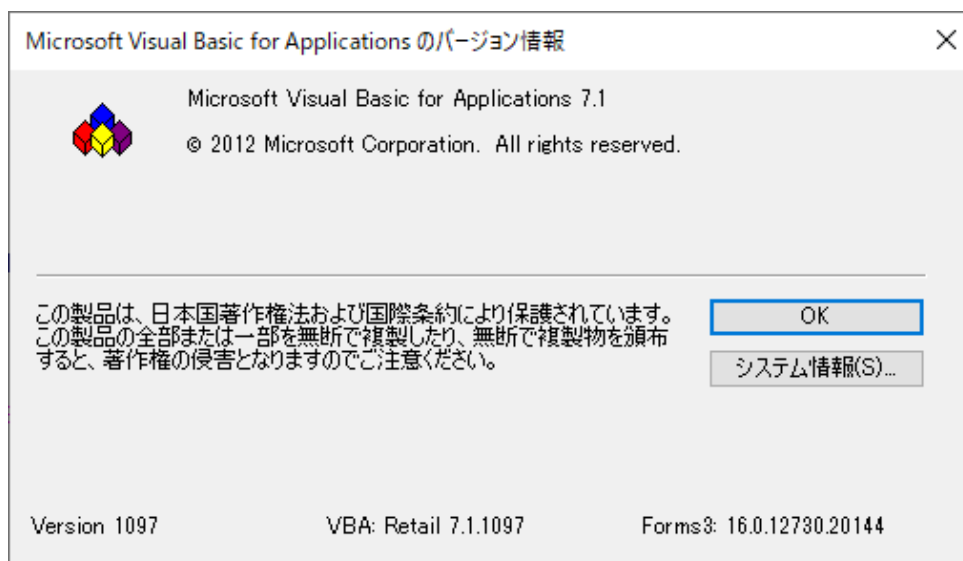 Microsoft Visual Basic for Applications のバージョン情報
Microsoft Visual Basic for Applications 7.1
© 2012 Microsoft Corporation. All rights reserved.
この製品は、日本国著作権法および国際条約により保護されています。
この製品の全部または一部を無断で複製したり、無断で複製物を頒布
すると、著作権の侵害となりますのでご注意ください。
OK
システム情報(S)...
Version 1097
VBA: Retail 7.1.1097
Forms3: 16.0.12730.20144